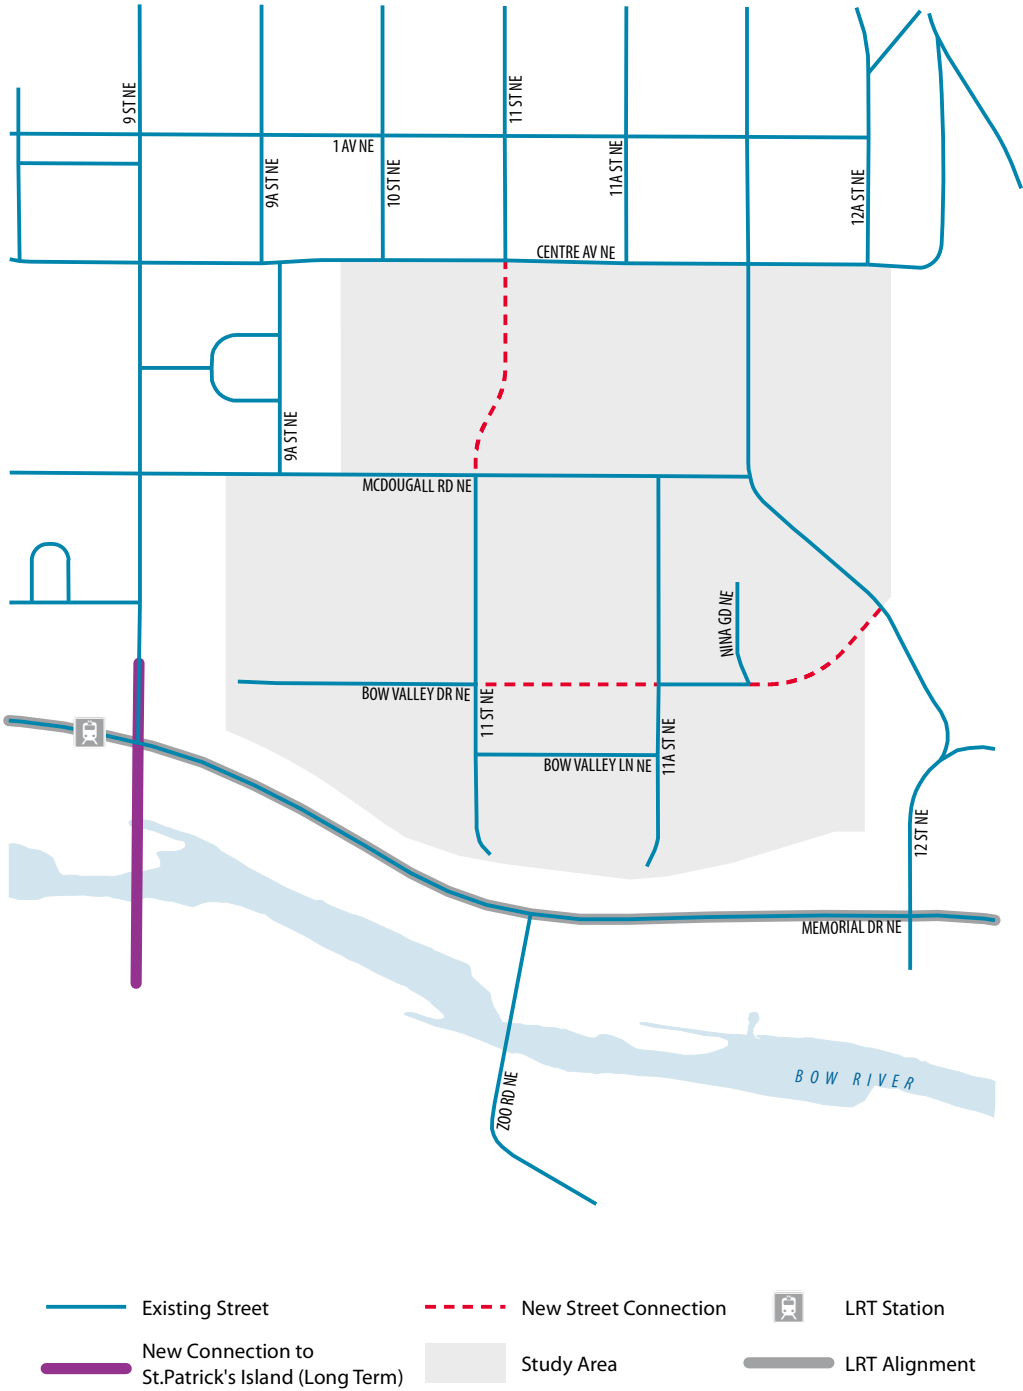 9 ST NE
11 ST NE
1 AV NE
9A ST NE
10 ST NE
11A ST NE
12A ST NE
CENTRE AV NE
9A ST NE
MCDOUGALL RD NE
NINA GD NE
BOW VALLEY DR NE
11 ST NE
11A ST NE
BOW VALLEY LN NE
12 ST NE
MEMORIAL DR NE
BOW RIVER
ZOO RD NE
Existing Street
New Street Connection
LRT Station
New Connection to
St.Patrick's Island (Long Term)
Study Area
LRT Alignment